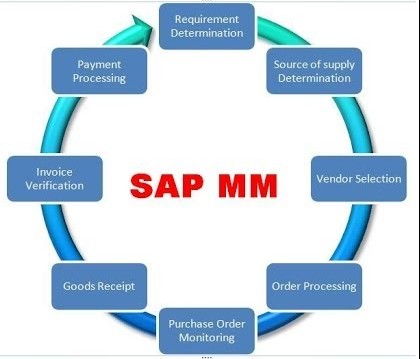 Requirement
Determination
Source of supply
Determination
Vendor Selection
Order Processing
Purchase Order
Monitoring
Goods Receipt
Invoice
Verification
Payment
Processing
SAP MM